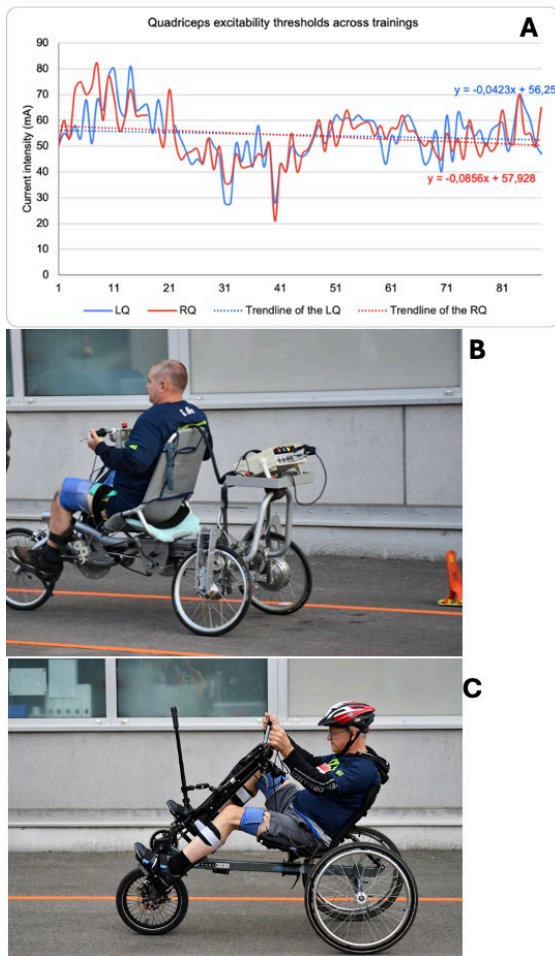 Quadriceps excitability thresholds across trainings
A
Current intensity (mA)
90
80
70
60
50
40
30
20
10
0
y = -0,0423x + 56,25
y = -0,0856x + 57,928
1 11 21 31 41 51 61 71 81
LQ RQ Trendline of the LQ Trendline of the RQ
B
C